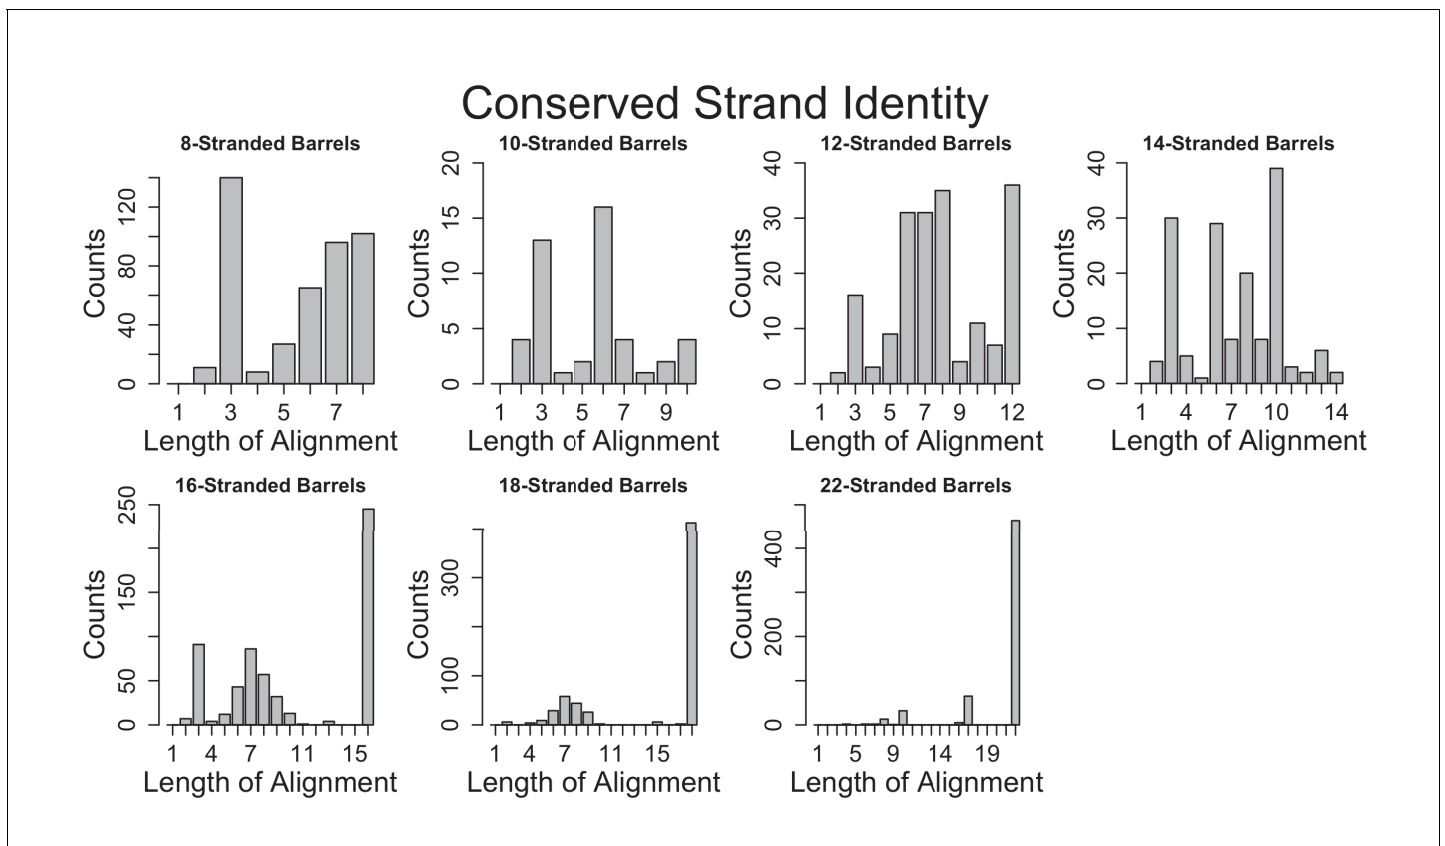 Conserved Strand Identity
8-Stranded Barrels
Counts
0 40 80 120
1 3 5 7
Length of Alignment
10-Stranded Barrels
Counts
0 5 10 15 20
1 3 5 7 9
Length of Alignment
12-Stranded Barrels
Counts
0 10 20 30 40
1 3 5 7 9 12
Length of Alignment
14-Stranded Barrels
Counts
0 10 20 30 40
1 4 7 10 14
Length of Alignment
16-Stranded Barrels
Counts
0 50 150 250
1 4 7 11 15
Length of Alignment
18-Stranded Barrels
Counts
0 100 300
1 4 7 11 15
Length of Alignment
22-Stranded Barrels
Counts
0 200 400
1 5 9 14 19
Length of Alignment